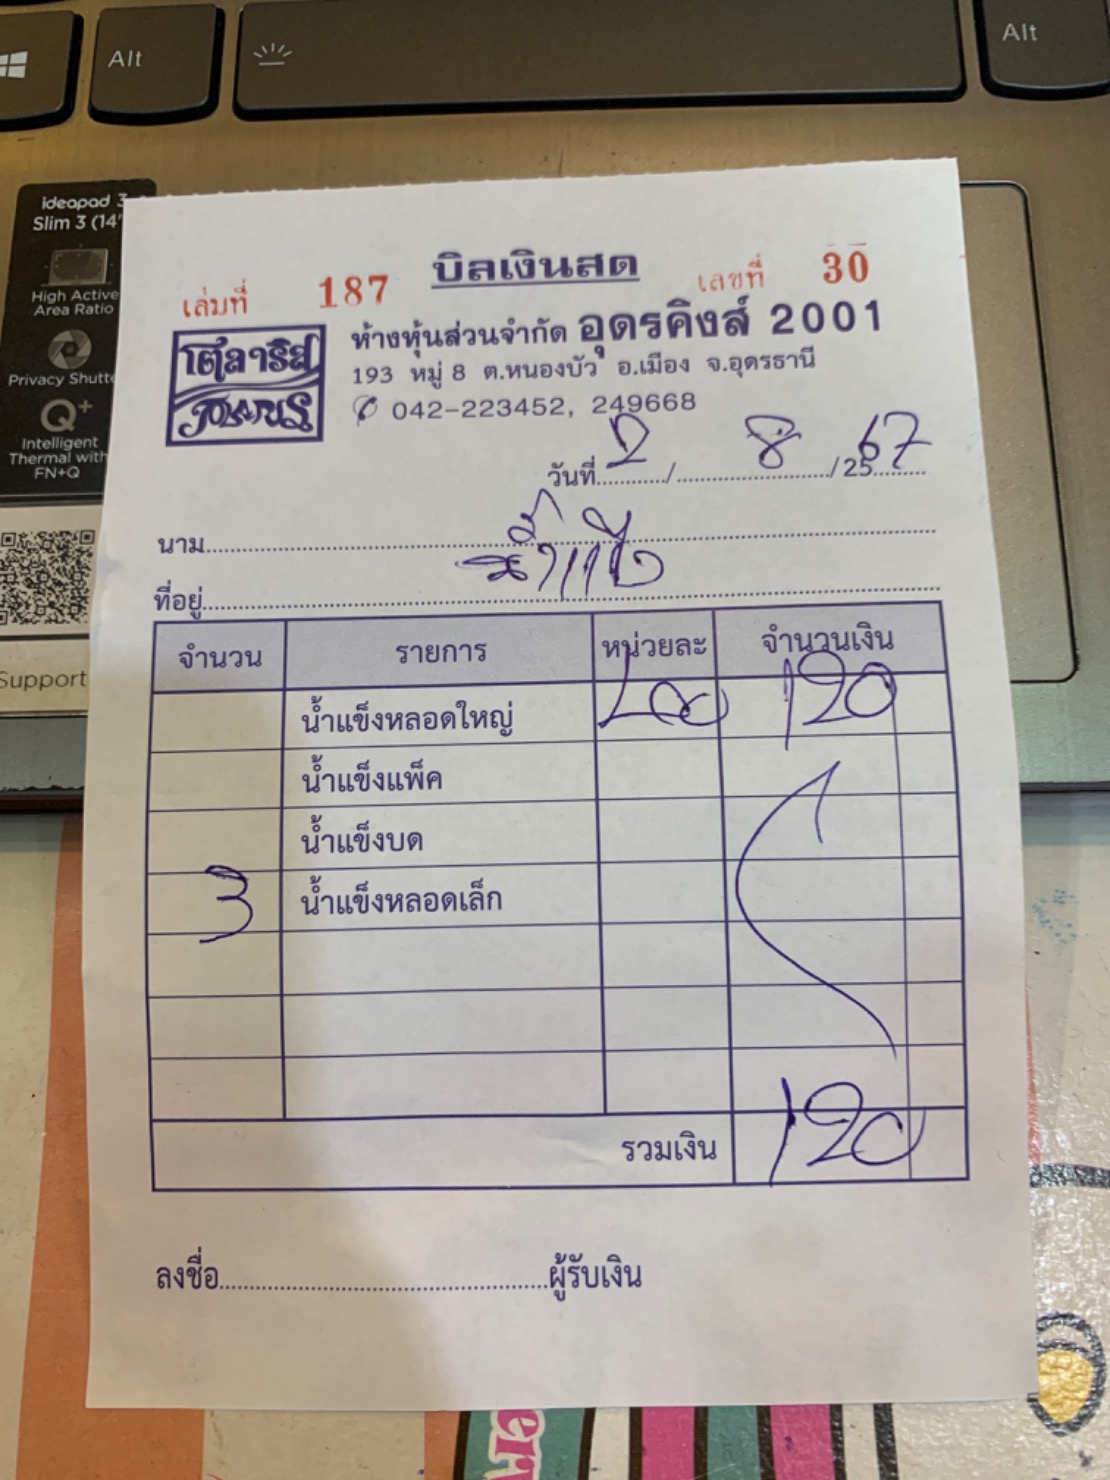 Alt
Alt
ideapad 3
Slim 3 (14"
High Active
Area Ratio
Privacy Shutte
Q+
Intelligent
Thermal with
FN+Q
Support
บิลเงินสด
เล่มที่ 187
เลขที่ 30
โพลาริส
POLARIS
ห้างหุ้นส่วนจำกัด อุดรคิงส์ 2001
193 หมู่ 8 ต.หนองบัว อ.เมือง จ.อุดรธานี
042-223452, 249668
วันที่ 2 / 8 / 2567
นาม
ที่อยู่
จำนวน รายการ หน่วยละ จำนวนเงิน
น้ำแข็งหลอดใหญ่ 120
น้ำแข็งแพ็ค
น้ำแข็งบด
3 น้ำแข็งหลอดเล็ก
รวมเงิน 120
ลงชื่อ ผู้รับเงิน